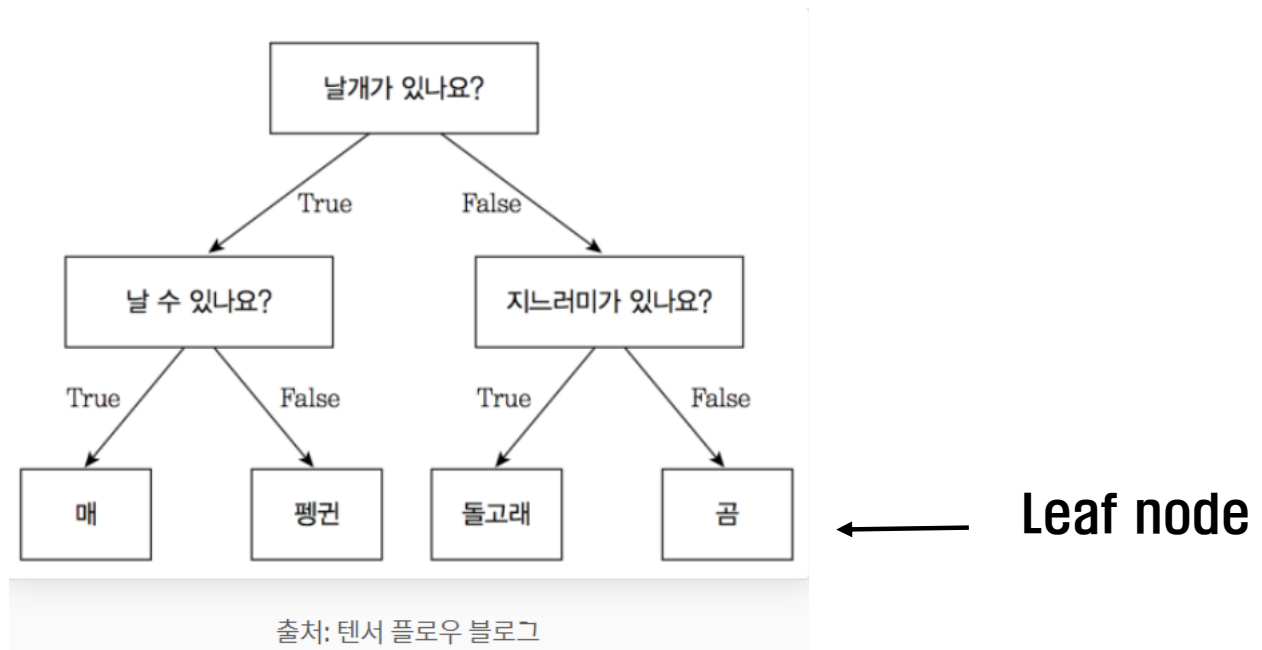 날개가 있나요?
True False
날 수 있나요? 지느러미가 있나요?
True False True False
매 펭귄 돌고래 곰
Leaf node
출처: 텐서 플로우 블로그